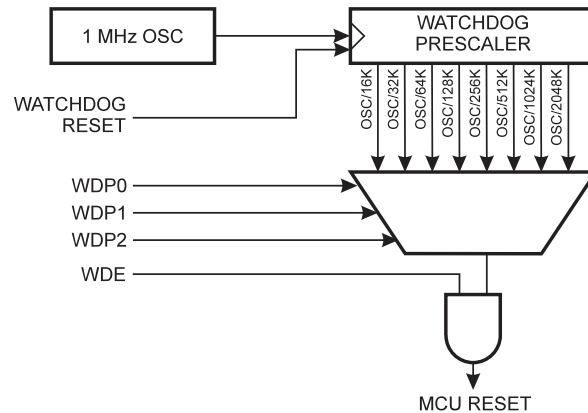 1 MHz OSC
WATCHDOG
PRESCALER
WATCHDOG
RESET
OSC/16K
OSC/32K
OSC/64K
OSC/128K
OSC/256K
OSC/512K
OSC/1024K
OSC/2048K
WDP0
WDP1
WDP2
WDE
MCU RESET